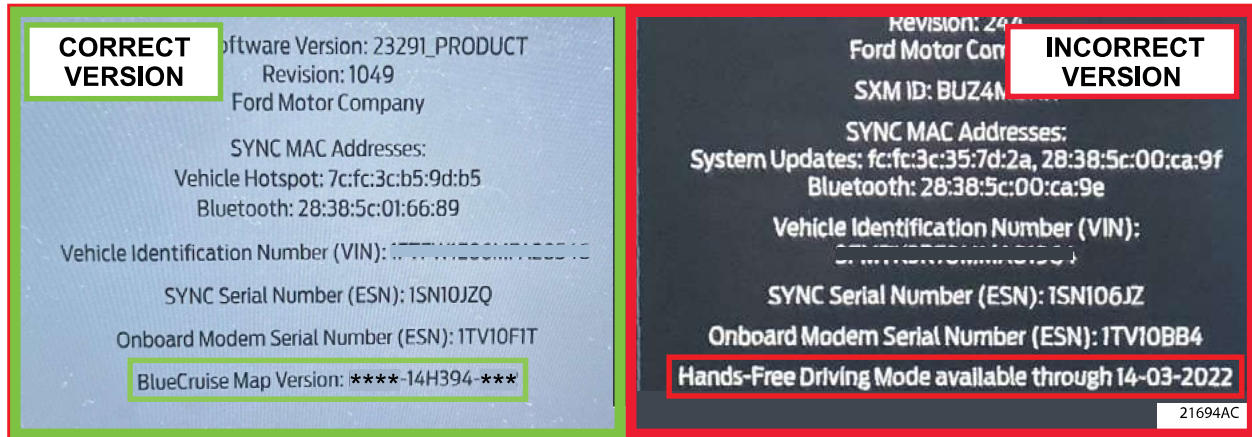 CORRECT
VERSION
oftware Version: 23291_PRODUCT
Revision: 1049
Ford Motor Company
SYNC MAC Addresses:
Vehicle Hotspot: 7c:fc:3c:b5:9d:b5
Bluetooth: 28:38:5c:01:66:89
Vehicle Identification Number (VIN):
SYNC Serial Number (ESN): 1SN10JZQ
Onboard Modem Serial Number (ESN): 1TV10F1T
BlueCruise Map Version: ****-14H394-***
INCORRECT
VERSION
Revision: 244
Ford Motor Com
SXM ID: BUZ4
SYNC MAC Addresses:
System Updates: fc:fc:3c:35:7d:2a, 28:38:5c:00:ca:9f
Bluetooth: 28:38:5c:00:ca:9e
Vehicle Identification Number (VIN):
SYNC Serial Number (ESN): 1SN106JZ
Onboard Modem Serial Number (ESN): 1TV10BB4
Hands-Free Driving Mode available through 14-03-2022
21694AC